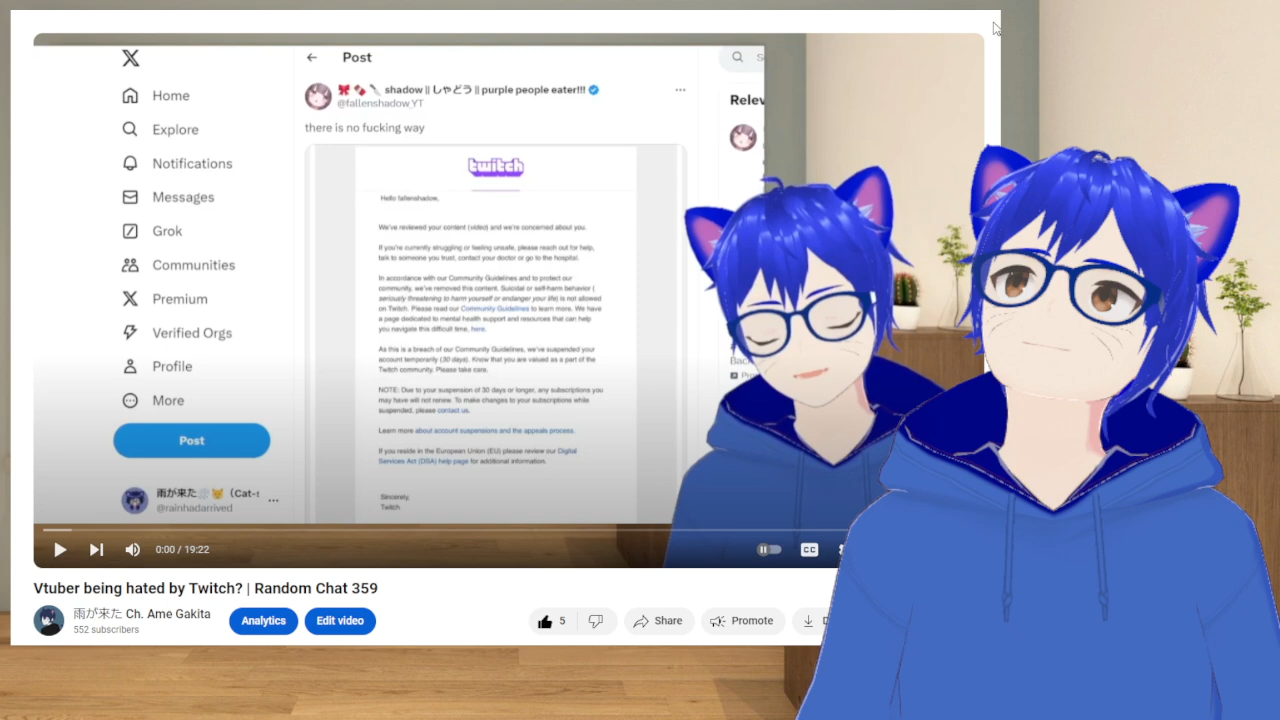 X
Home
Explore
Notifications
Messages
Grok
Communities
Premium
Verified Orgs
Profile
More
Post
雨が来た🌧🐱 (Cat-
@rainhadarrived
Post
🎀 🍫 🔪 shadow || しゃどう || purple people eater!!!
@fallenshadow_YT
there is no fucking way
twitch
Hello fallenshadow,
We've reviewed your content (video) and we're concerned about you.
If you're currently struggling or feeling unsafe, please reach out for help,
talk to someone you trust, contact your doctor or go to the hospital.
In accordance with our Community Guidelines and to protect our
community, we've removed this content. Suicidal or self-harm behavior (
seriously threatening to harm yourself or endanger your life) is not allowed
on Twitch. Please read our Community Guidelines to learn more. We have
a page dedicated to mental health support and resources that can help
you navigate this difficult time, here.
As this is a breach of our Community Guidelines, we've suspended your
account temporarily (30 days). Know that you are valued as a part of the
Twitch community. Please take care.
NOTE: Due to your suspension of 30 days or longer, any subscriptions you
may have will not renew. To make changes to your subscriptions while
suspended, please contact us.
Learn more about account suspensions and the appeals process.
If you reside in the European Union (EU) please review our Digital
Services Act (DSA) help page for additional information.
Sincerely,
Twitch
Relev
Back
0:00 / 19:22
CC
Vtuber being hated by Twitch? | Random Chat 359
雨が来た Ch. Ame Gakita
552 subscribers
Analytics
Edit video
5
Share
Promote
D